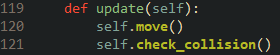 119     def update(self):
120         self.move()
121         self.check_collision()